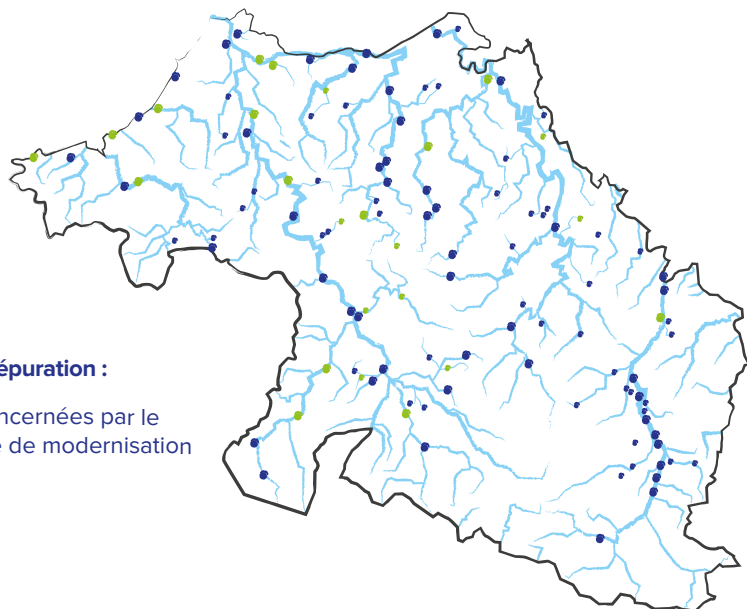 épuration :
ncernées par le
e de modernisation